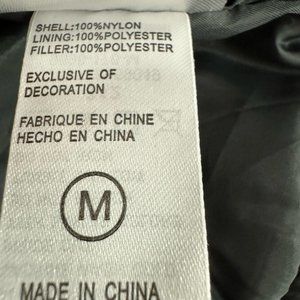 SHELL:100%NYLON
LINING:100%POLYESTER
FILLER:100%POLYESTER
EXCLUSIVE OF
DECORATION
FABRIQUE EN CHINE
HECHO EN CHINA
M
MADE IN CHINA